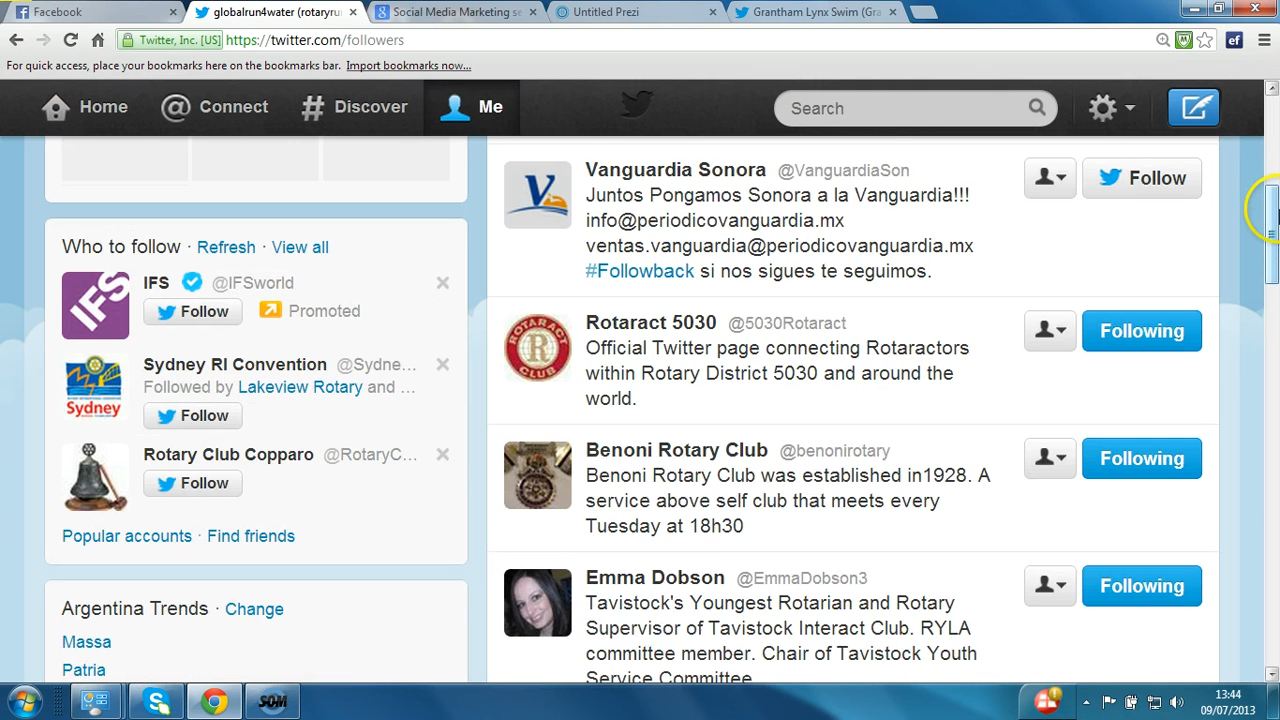 Facebook
globalrun4water (rotaryru
Social Media Marketing se
Untitled Prezi
Grantham Lynx Swim (Gra
Twitter, Inc. [US] https://twitter.com/followers
For quick access, place your bookmarks here on the bookmarks bar. Import bookmarks now...
Home
Connect
Discover
Me
Search
Vanguardia Sonora @VanguardiaSon
Juntos Pongamos Sonora a la Vanguardia!!!
info@periodicovanguardia.mx
ventas.vanguardia@periodicovanguardia.mx
#Followback si nos sigues te seguimos.
Follow
Who to follow · Refresh · View all
IFS @IFSworld
Follow Promoted
Sydney RI Convention @Sydne...
Followed by Lakeview Rotary and ...
Follow
Rotary Club Copparo @RotaryC...
Follow
Popular accounts · Find friends
Argentina Trends · Change
Massa
Patria
Rotaract 5030 @5030Rotaract
Official Twitter page connecting Rotaractors
within Rotary District 5030 and around the
world.
Following
Benoni Rotary Club @benonirotary
Benoni Rotary Club was established in1928. A
service above self club that meets every
Tuesday at 18h30
Following
Emma Dobson @EmmaDobson3
Tavistock's Youngest Rotarian and Rotary
Supervisor of Tavistock Interact Club. RYLA
committee member. Chair of Tavistock Youth
Service Committee
Following
IFS
Sydney
ROTARACT
R
CLUB
ef
SOM
13:44
09/07/2013